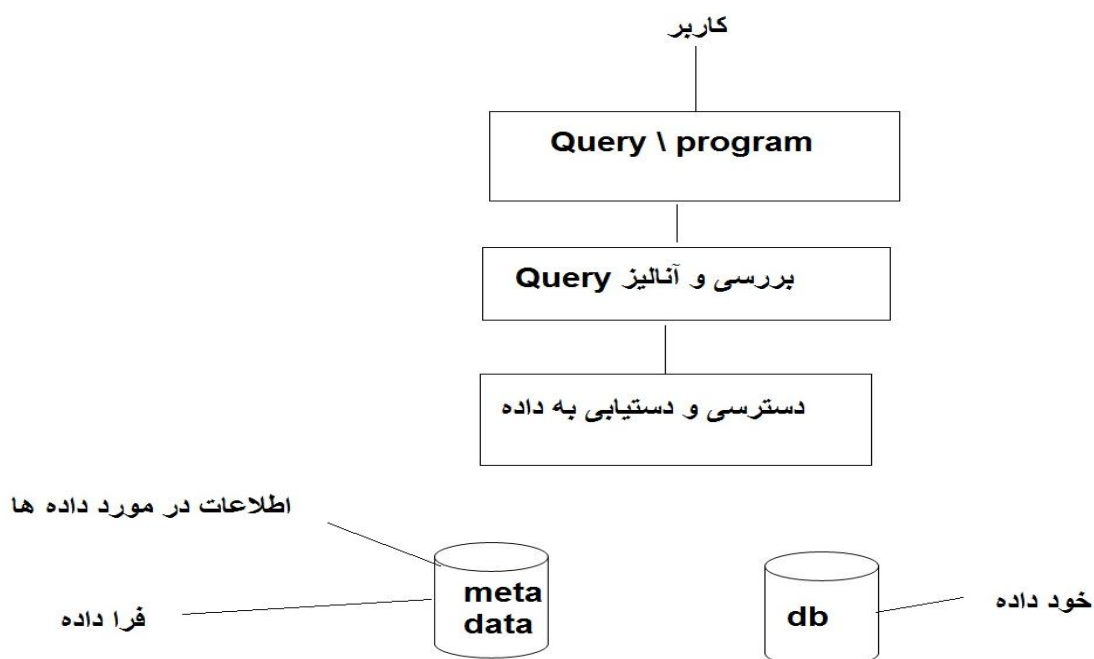 کاربر
Query \ program
بررسی و آنالیز Query
دسترسی و دستیابی به داده
اطلاعات در مورد داده ها
فرا داده
meta
data
db
خود داده